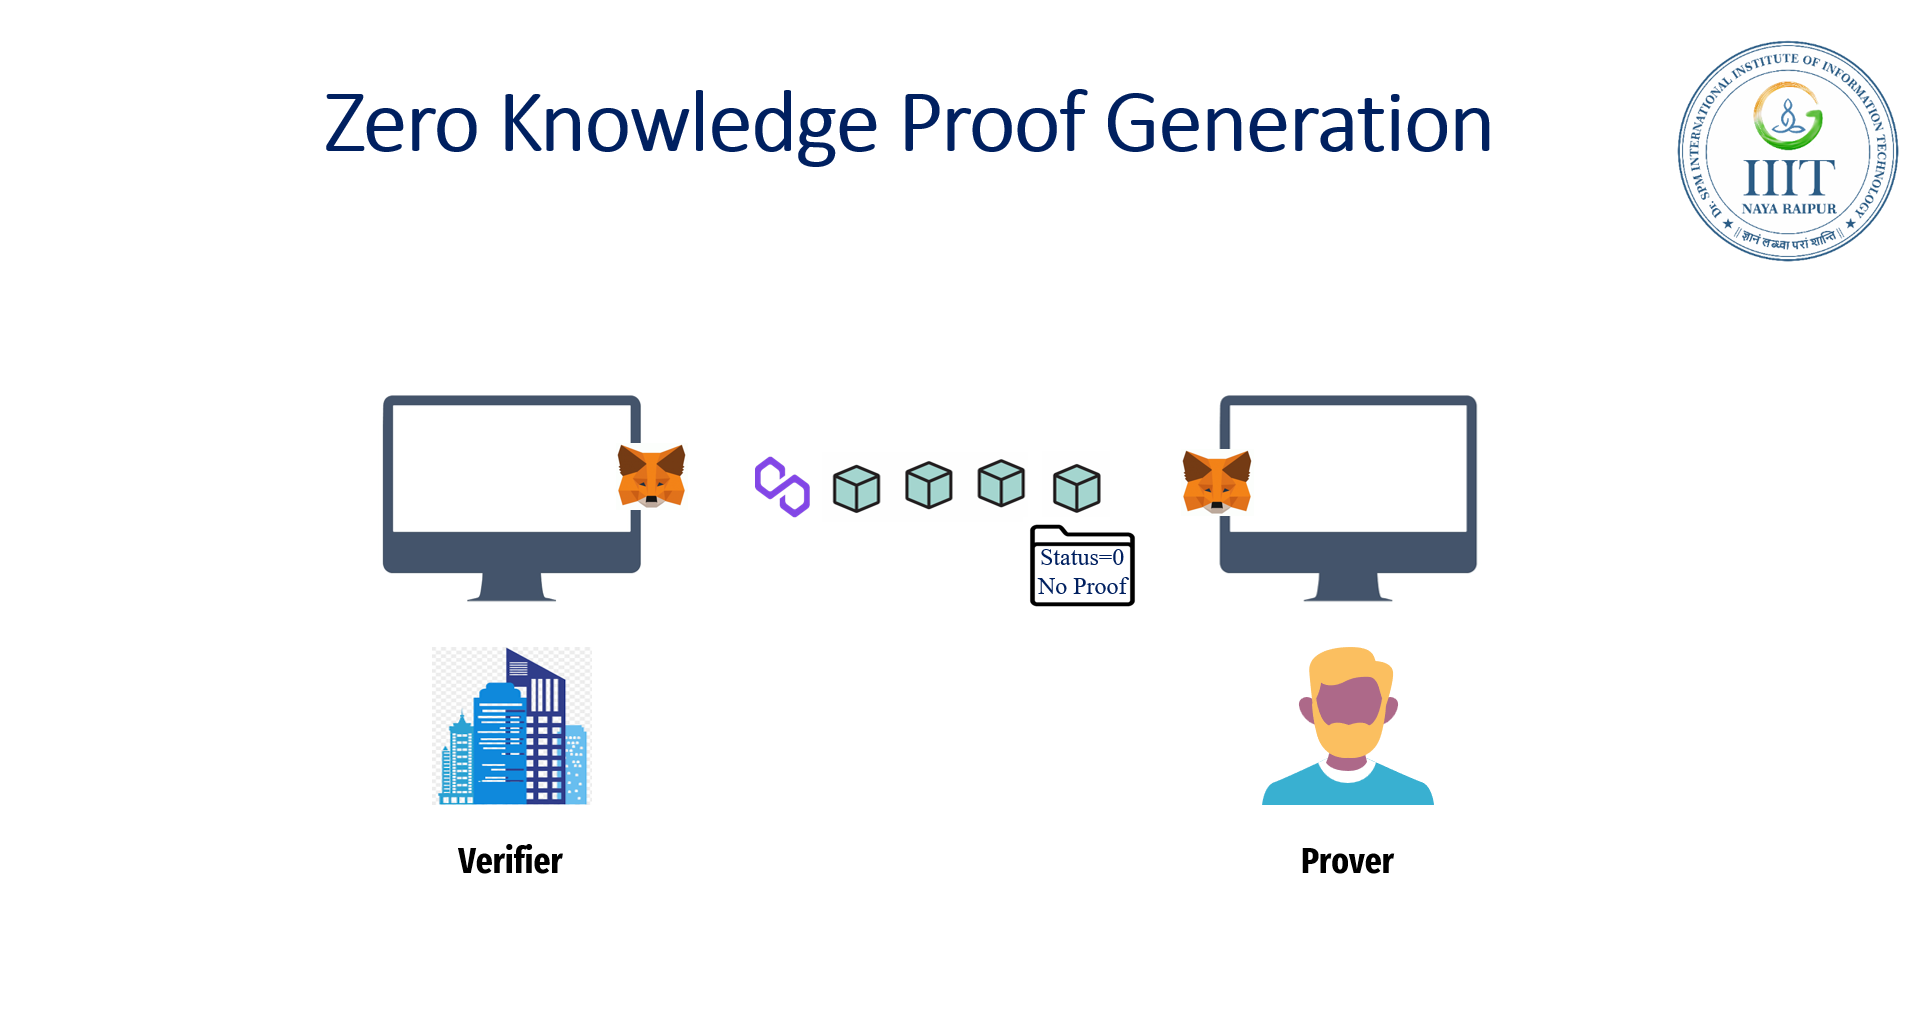 Zero Knowledge Proof Generation
Dr. SPM INTERNATIONAL INSTITUTE OF INFORMATION TECHNOLOGY
IIIT
NAYA RAIPUR
★ || ज्ञानं लब्ध्वा परां शान्ति || ★
Status=0
No Proof
Verifier
Prover